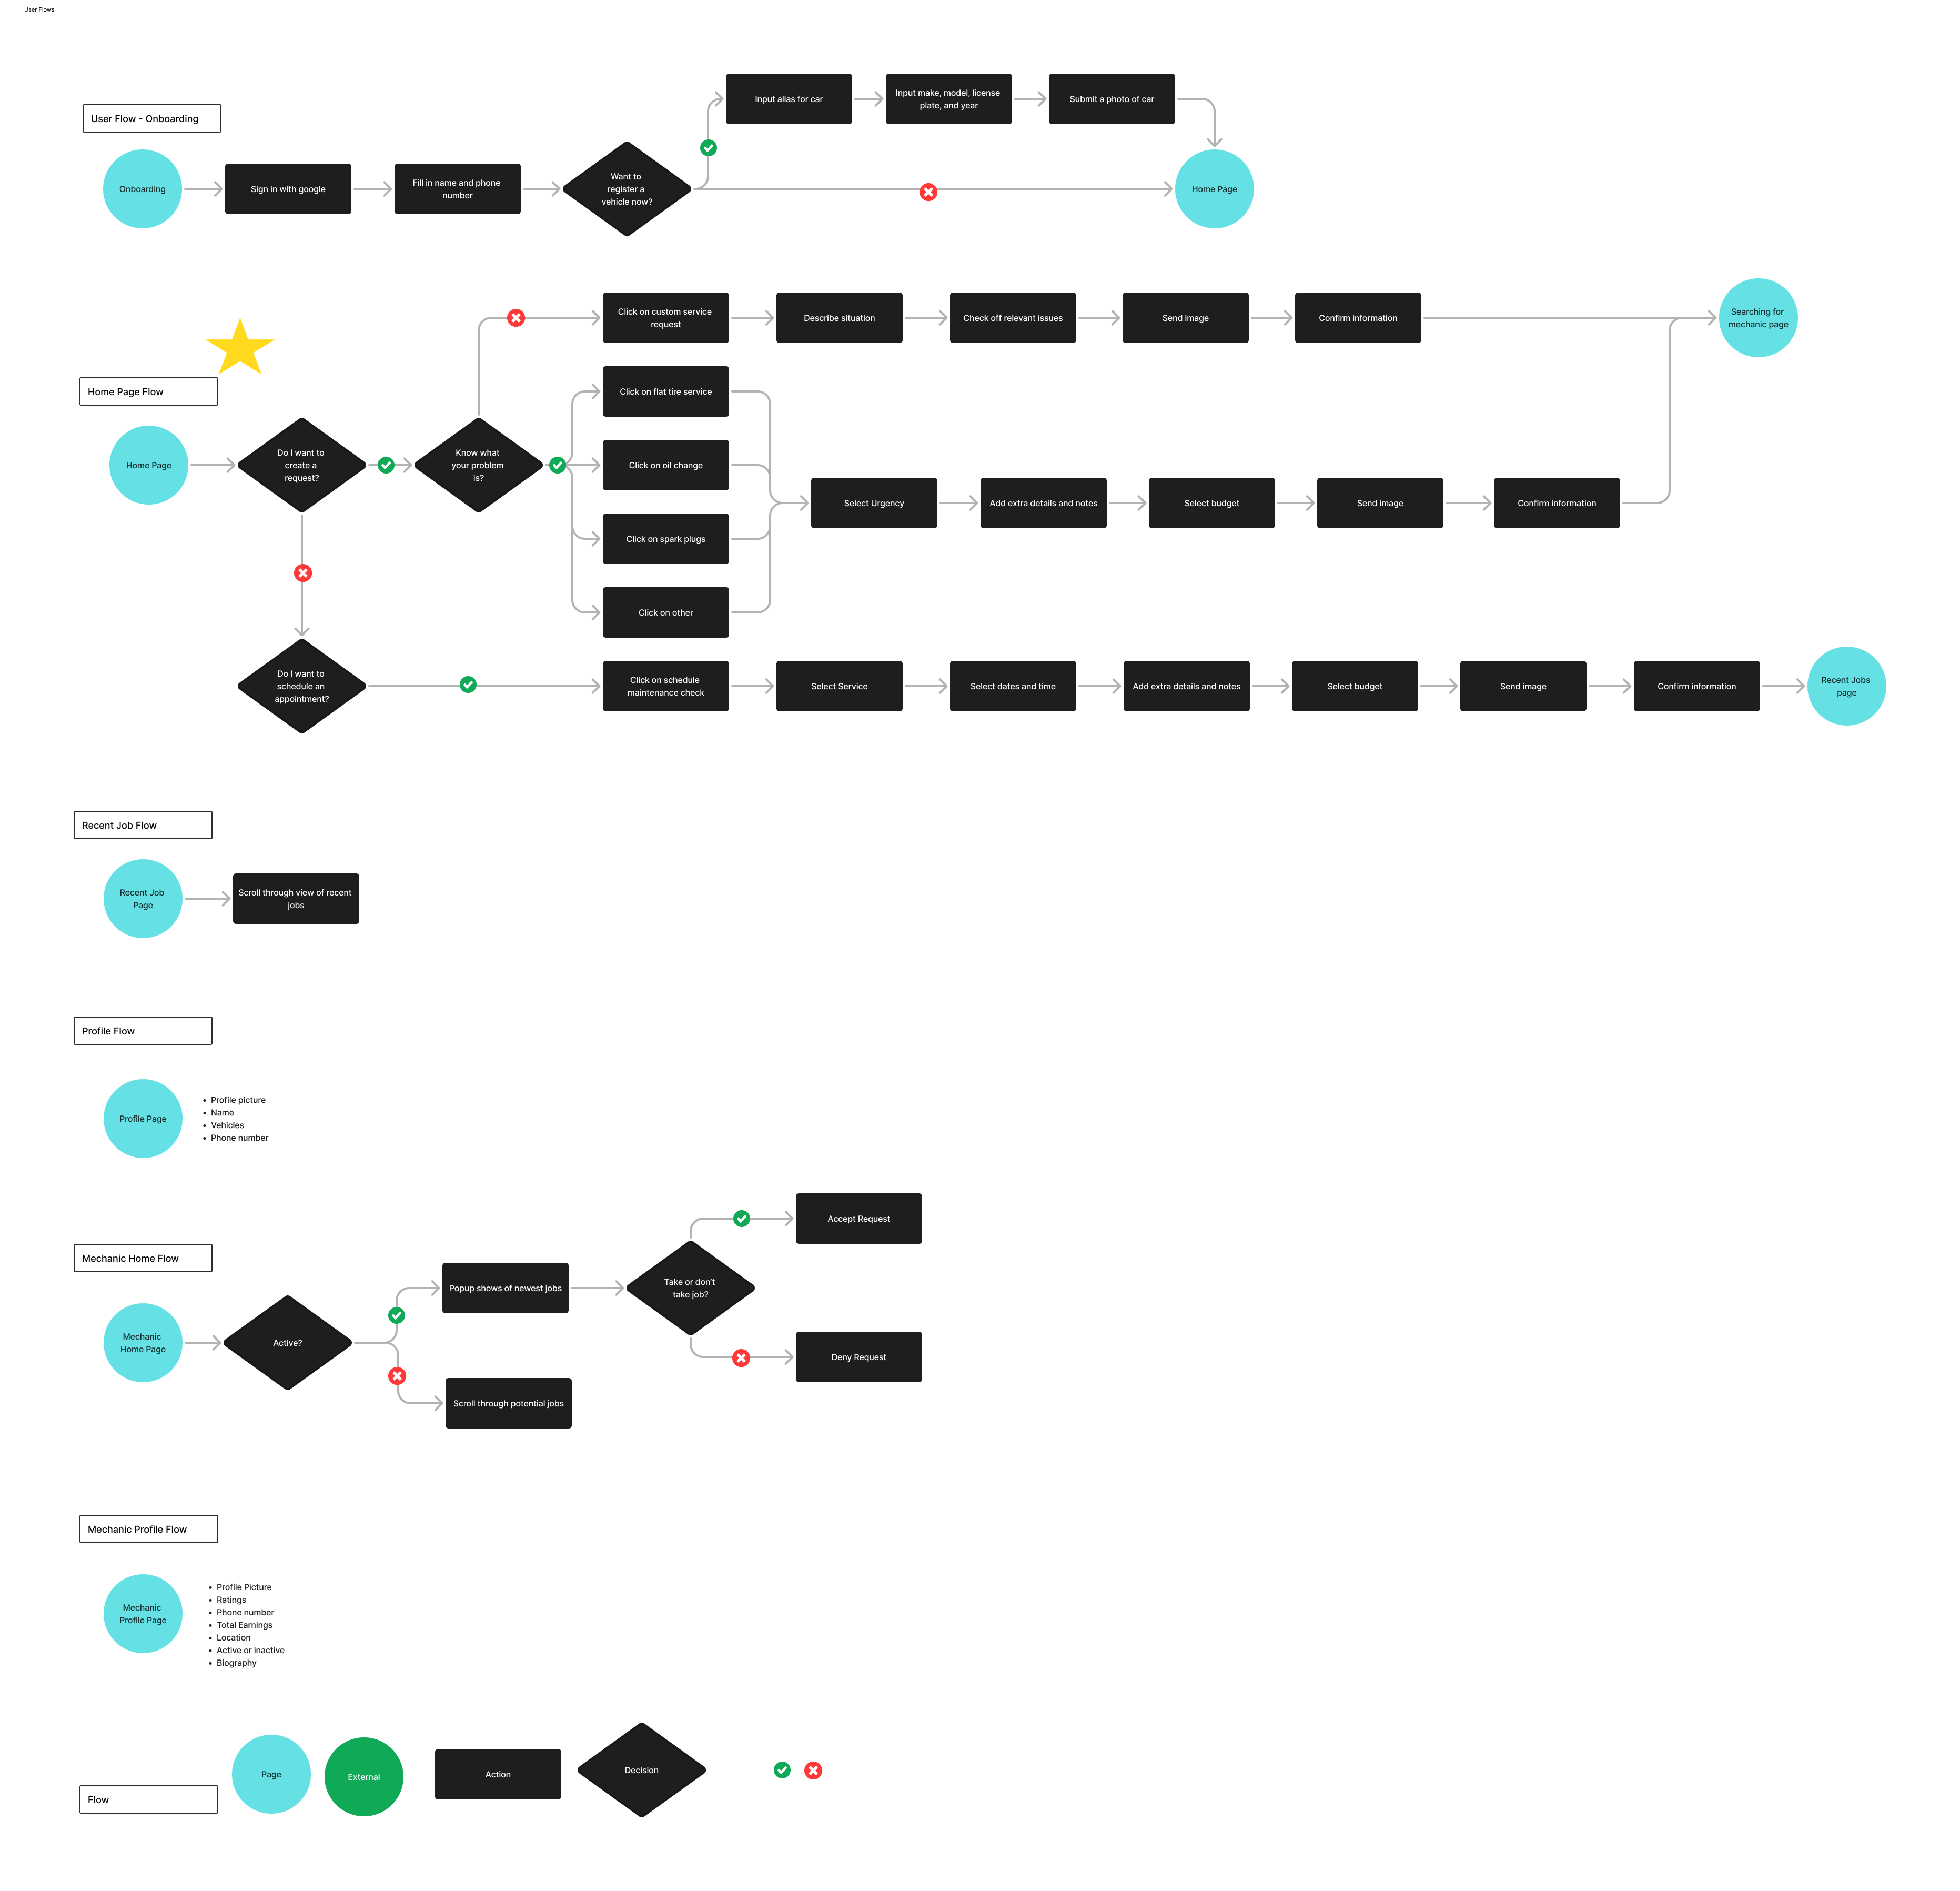 User Flows
User Flow - Onboarding
Onboarding
Sign in with google
Fill in name and phone
number
Want to
register a
vehicle now?
Input alias for car
Input make, model, license
plate, and year
Submit a photo of car
Home Page
Home Page Flow
Home Page
Do I want to
create a
request?
Know what
your problem
is?
Click on custom service
request
Describe situation
Check off relevant issues
Send image
Confirm information
Searching for
mechanic page
Click on flat tire service
Click on oil change
Click on spark plugs
Click on other
Select Urgency
Add extra details and notes
Select budget
Send image
Confirm information
Do I want to
schedule an
appointment?
Click on schedule
maintenance check
Select Service
Select dates and time
Add extra details and notes
Select budget
Send image
Confirm information
Recent Jobs
page
Recent Job Flow
Recent Job
Page
Scroll through view of recent
jobs
Profile Flow
Profile Page
• Profile picture
• Name
• Vehicles
• Phone number
Mechanic Home Flow
Mechanic
Home Page
Active?
Popup shows of newest jobs
Scroll through potential jobs
Take or don't
take job?
Accept Request
Deny Request
Mechanic Profile Flow
Mechanic
Profile Page
• Profile Picture
• Ratings
• Phone number
• Total Earnings
• Location
• Active or inactive
• Biography
Flow
Page
External
Action
Decision